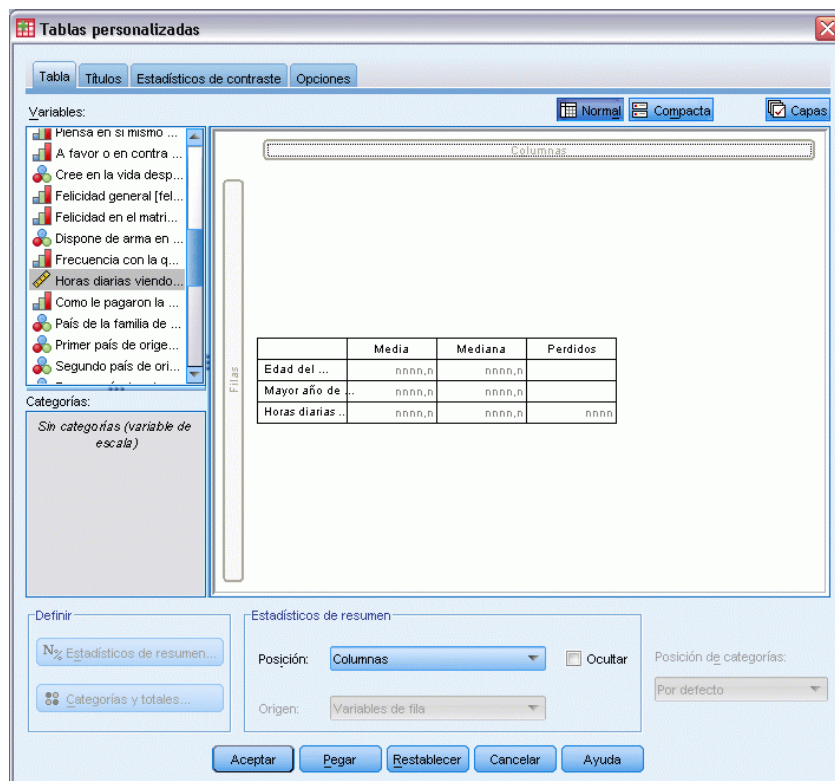 Tablas personalizadas
Tabla Títulos Estadísticos de contraste Opciones
Variables:
Normal Compacta Capas
Piensa en sí mismo ...
A favor o en contra ...
Cree en la vida desp...
Felicidad general [fel...
Felicidad en el matri...
Dispone de arma en ...
Frecuencia con la q...
Horas diarias viendo...
Como le pagaron la ...
País de la familia de ...
Primer país de orige...
Segundo país de ori...
Columnas
Filas
Media Mediana Perdidos
Edad del ... nnnn,n nnnn,n
Mayor año de ... nnnn,n nnnn,n
Horas diarias .. nnnn,n nnnn,n nnnn
Categorías:
Sin categorías (variable de
escala)
Definir
N% Estadísticos de resumen...
Categorías y totales...
Estadísticos de resumen
Posición: Columnas Ocultar
Origen: Variables de fila
Posición de categorías:
Por defecto
Aceptar Pegar Restablecer Cancelar Ayuda